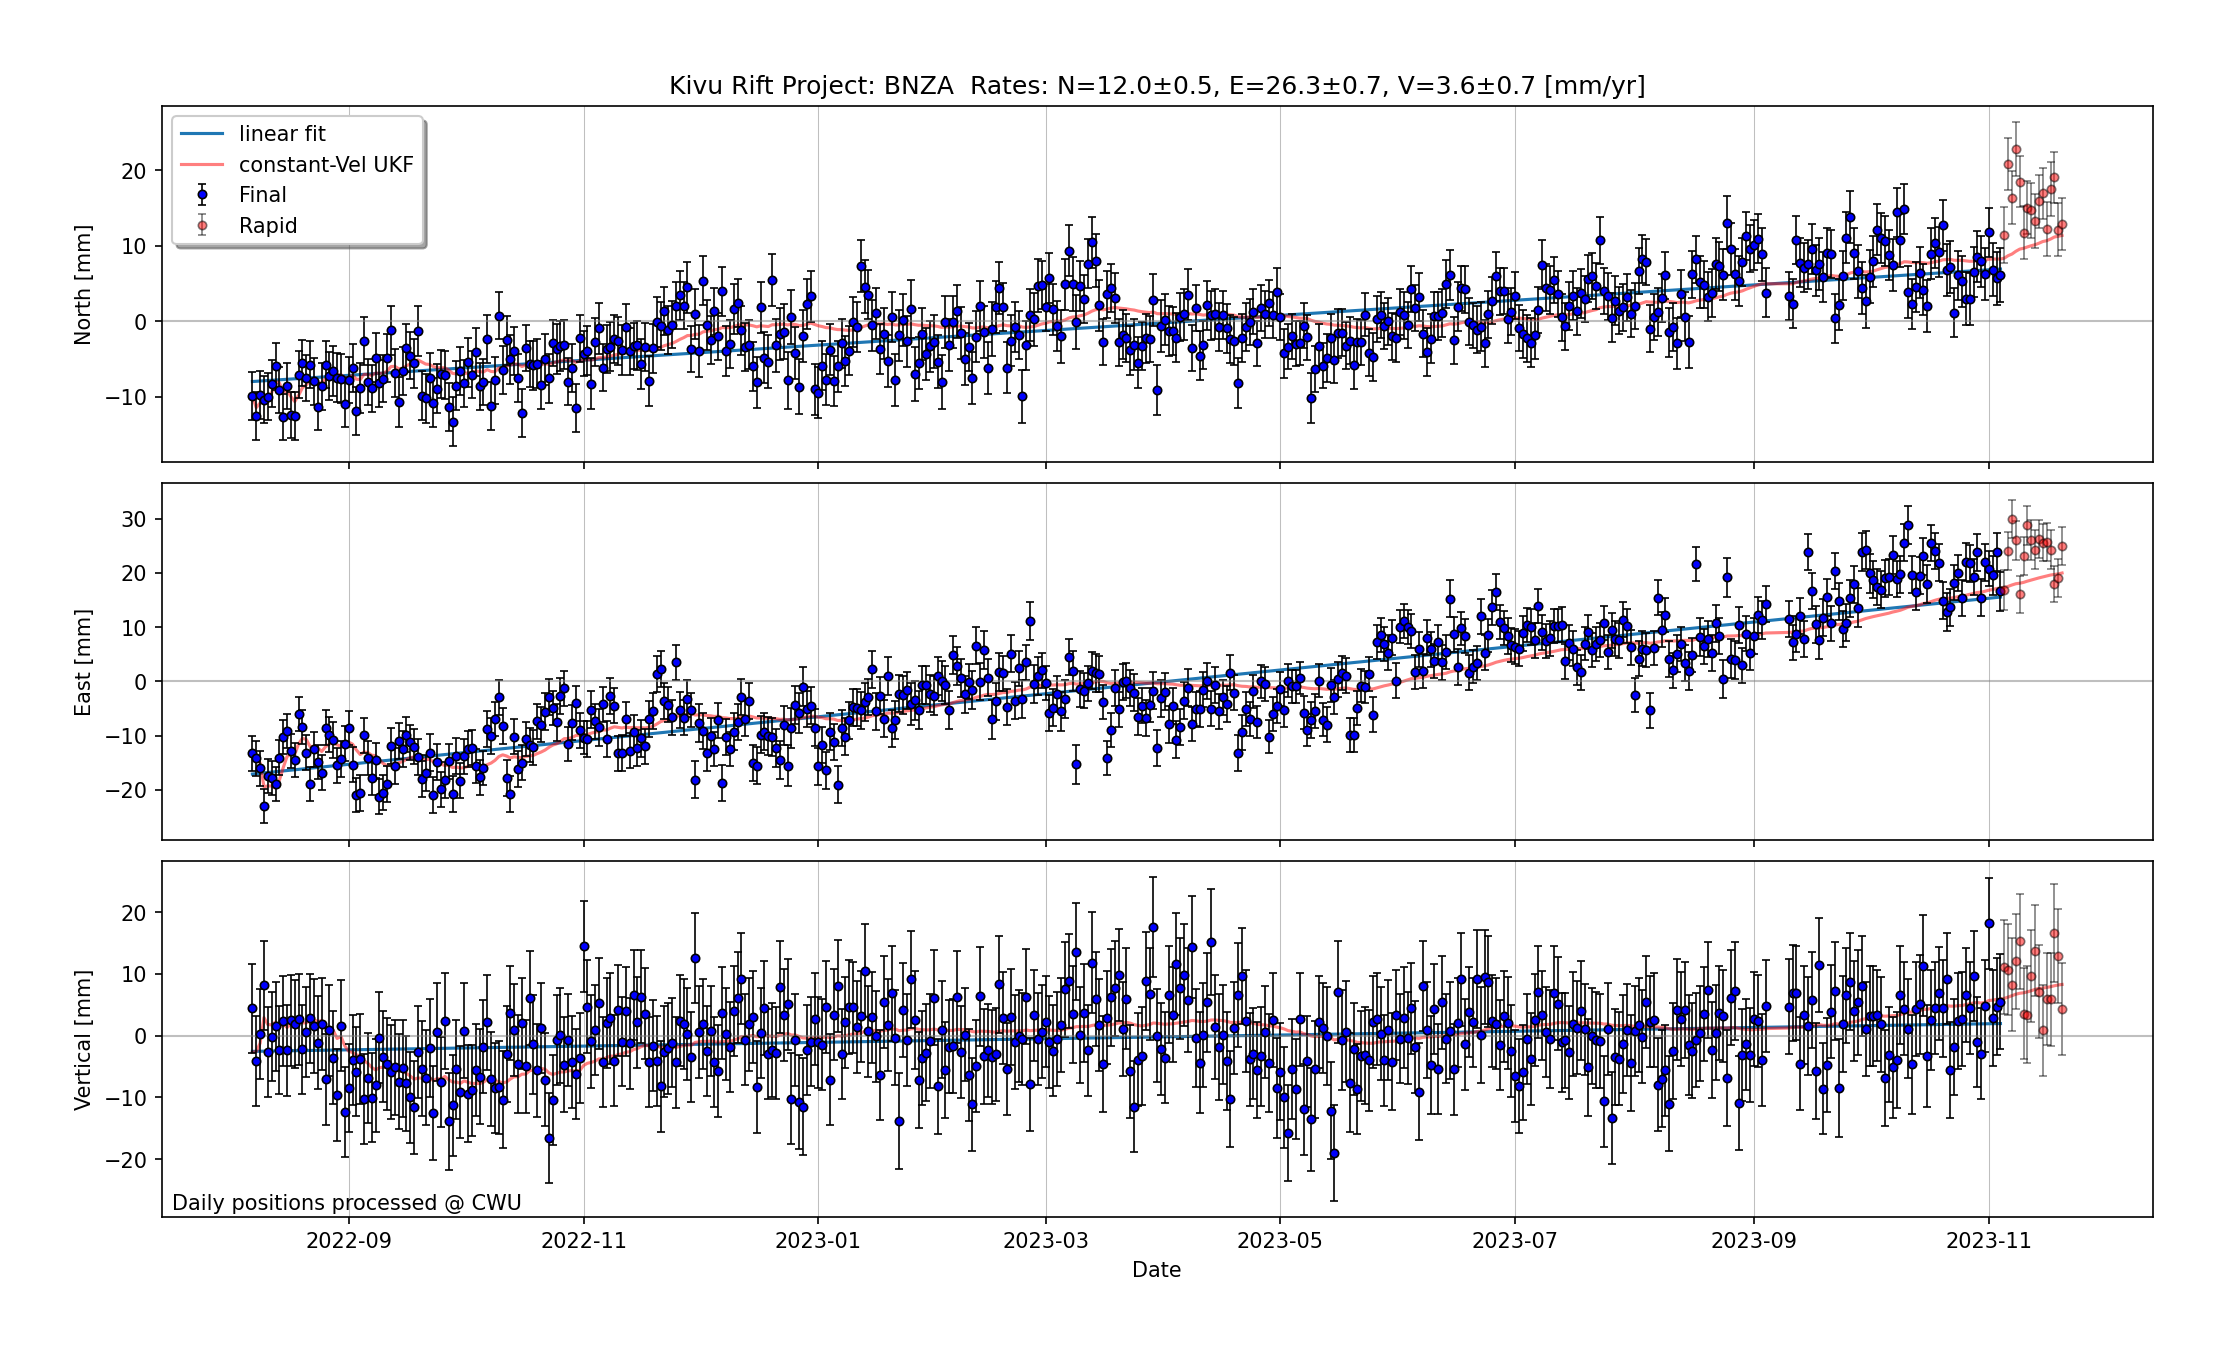 Kivu Rift Project: BNZA  Rates: N=12.0±0.5, E=26.3±0.7, V=3.6±0.7 [mm/yr]
linear fit
constant-Vel UKF
Final
Rapid
North [mm]
20
10
0
−10
East [mm]
30
20
10
0
−10
−20
Vertical [mm]
20
10
0
−10
−20
Daily positions processed @ CWU
2022-09 2022-11 2023-01 2023-03 2023-05 2023-07 2023-09 2023-11
Date